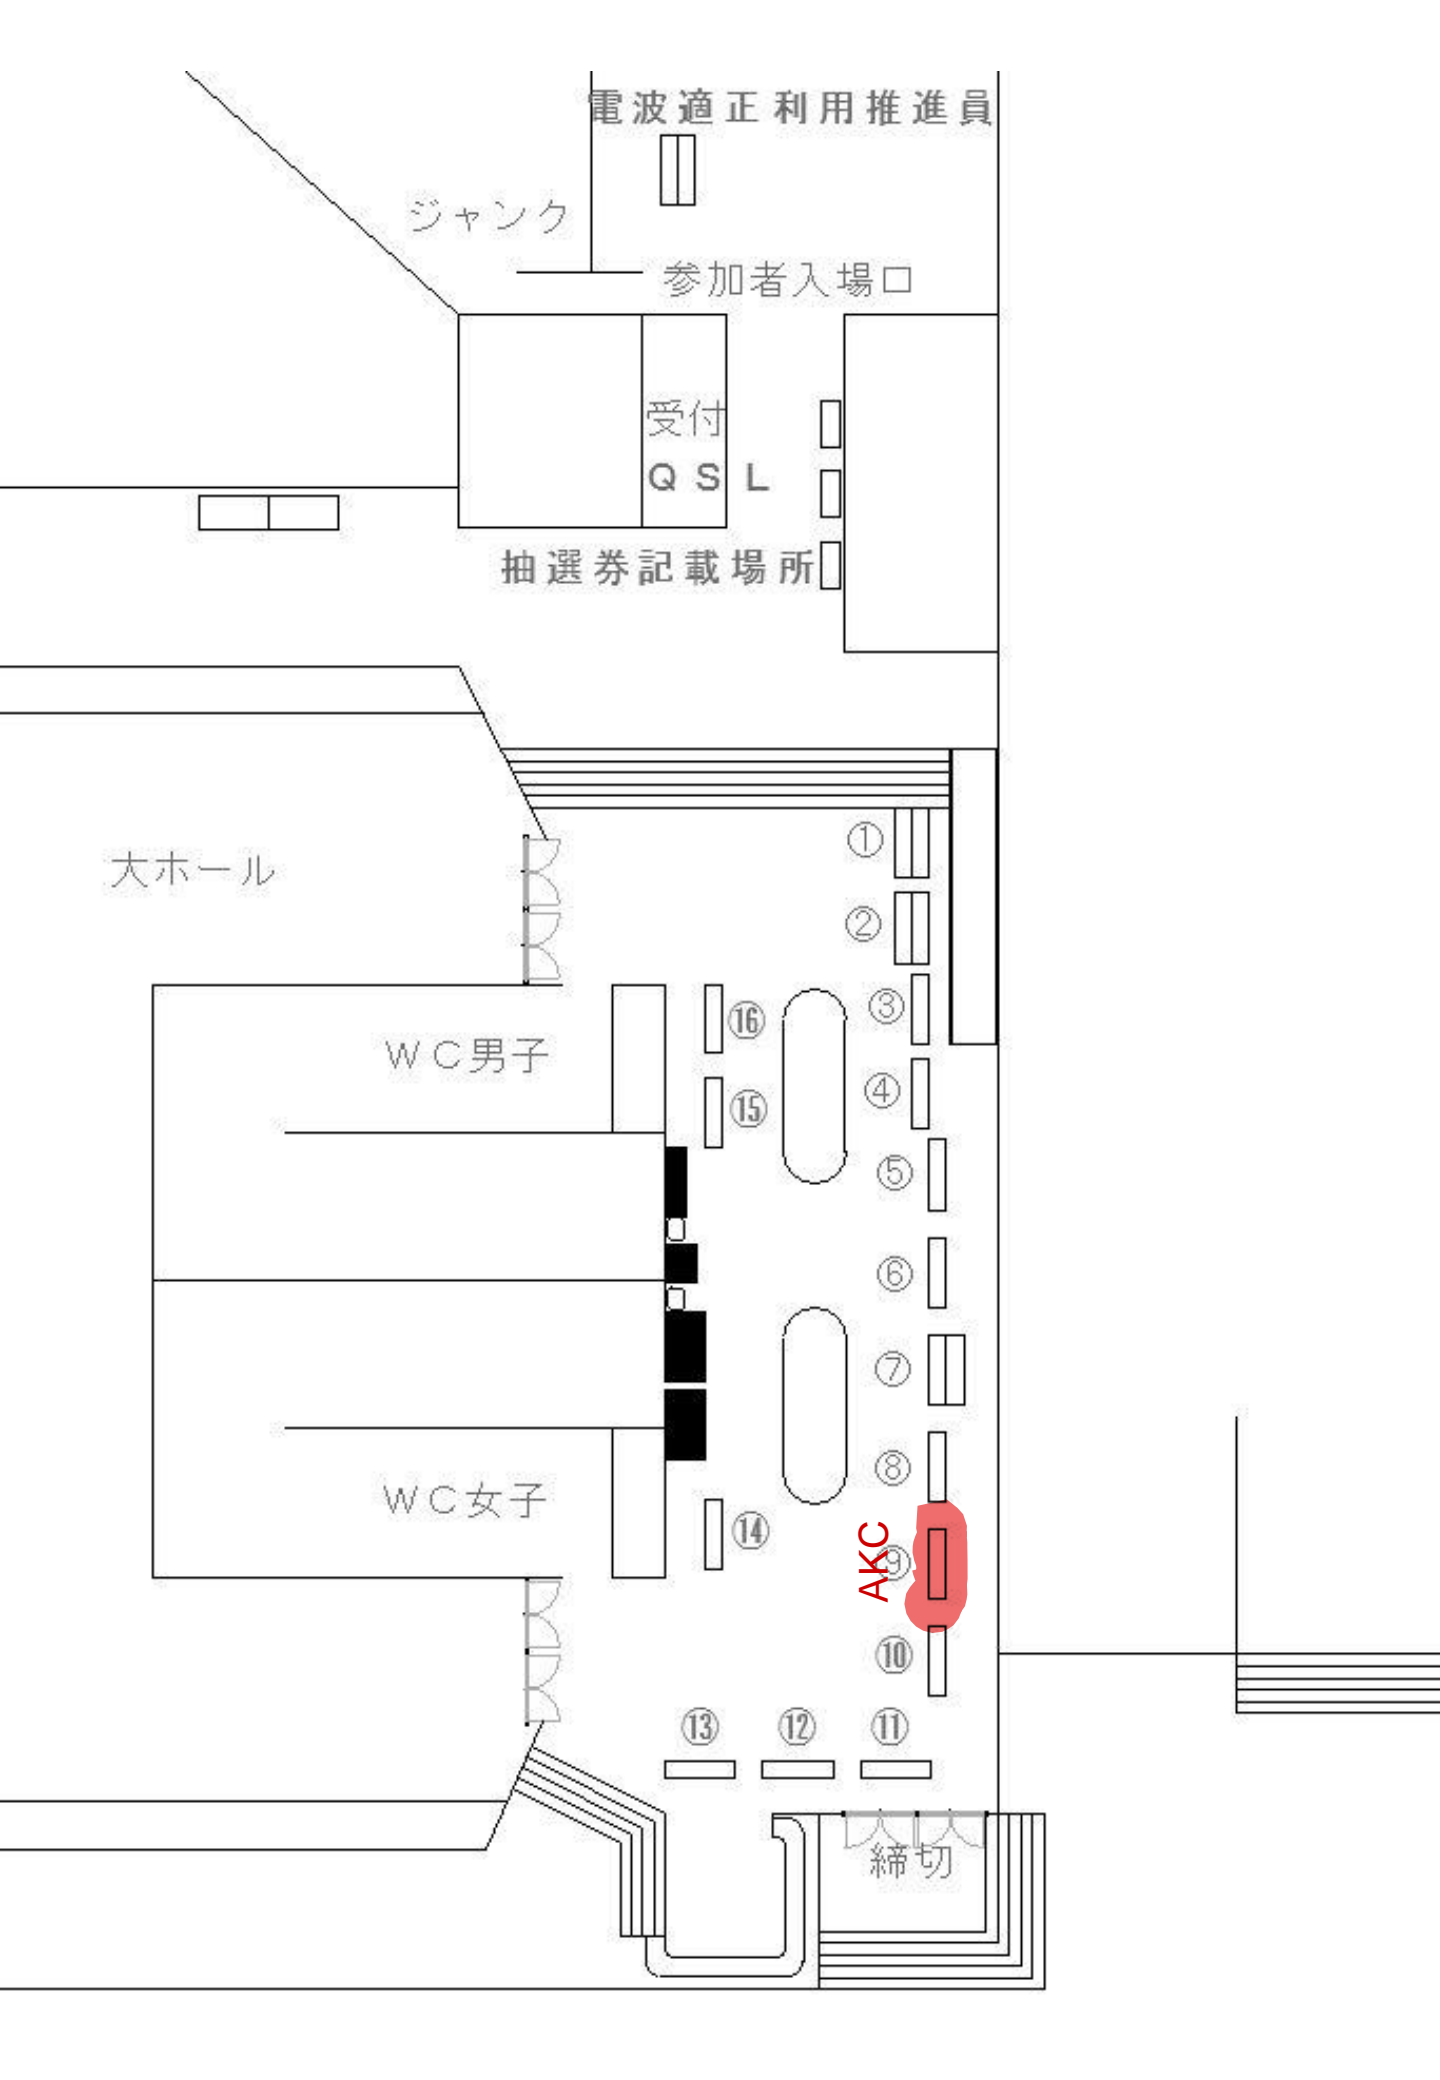 電波適正利用推進員
ジャンク
参加者入場口
受付
QSL
抽選券記載場所
大ホール
①
②
③
④
⑤
⑥
⑦
⑧
⑨
⑩
⑯
⑮
WC男子
WC女子
⑭
AKC
⑬ ⑫ ⑪
締切